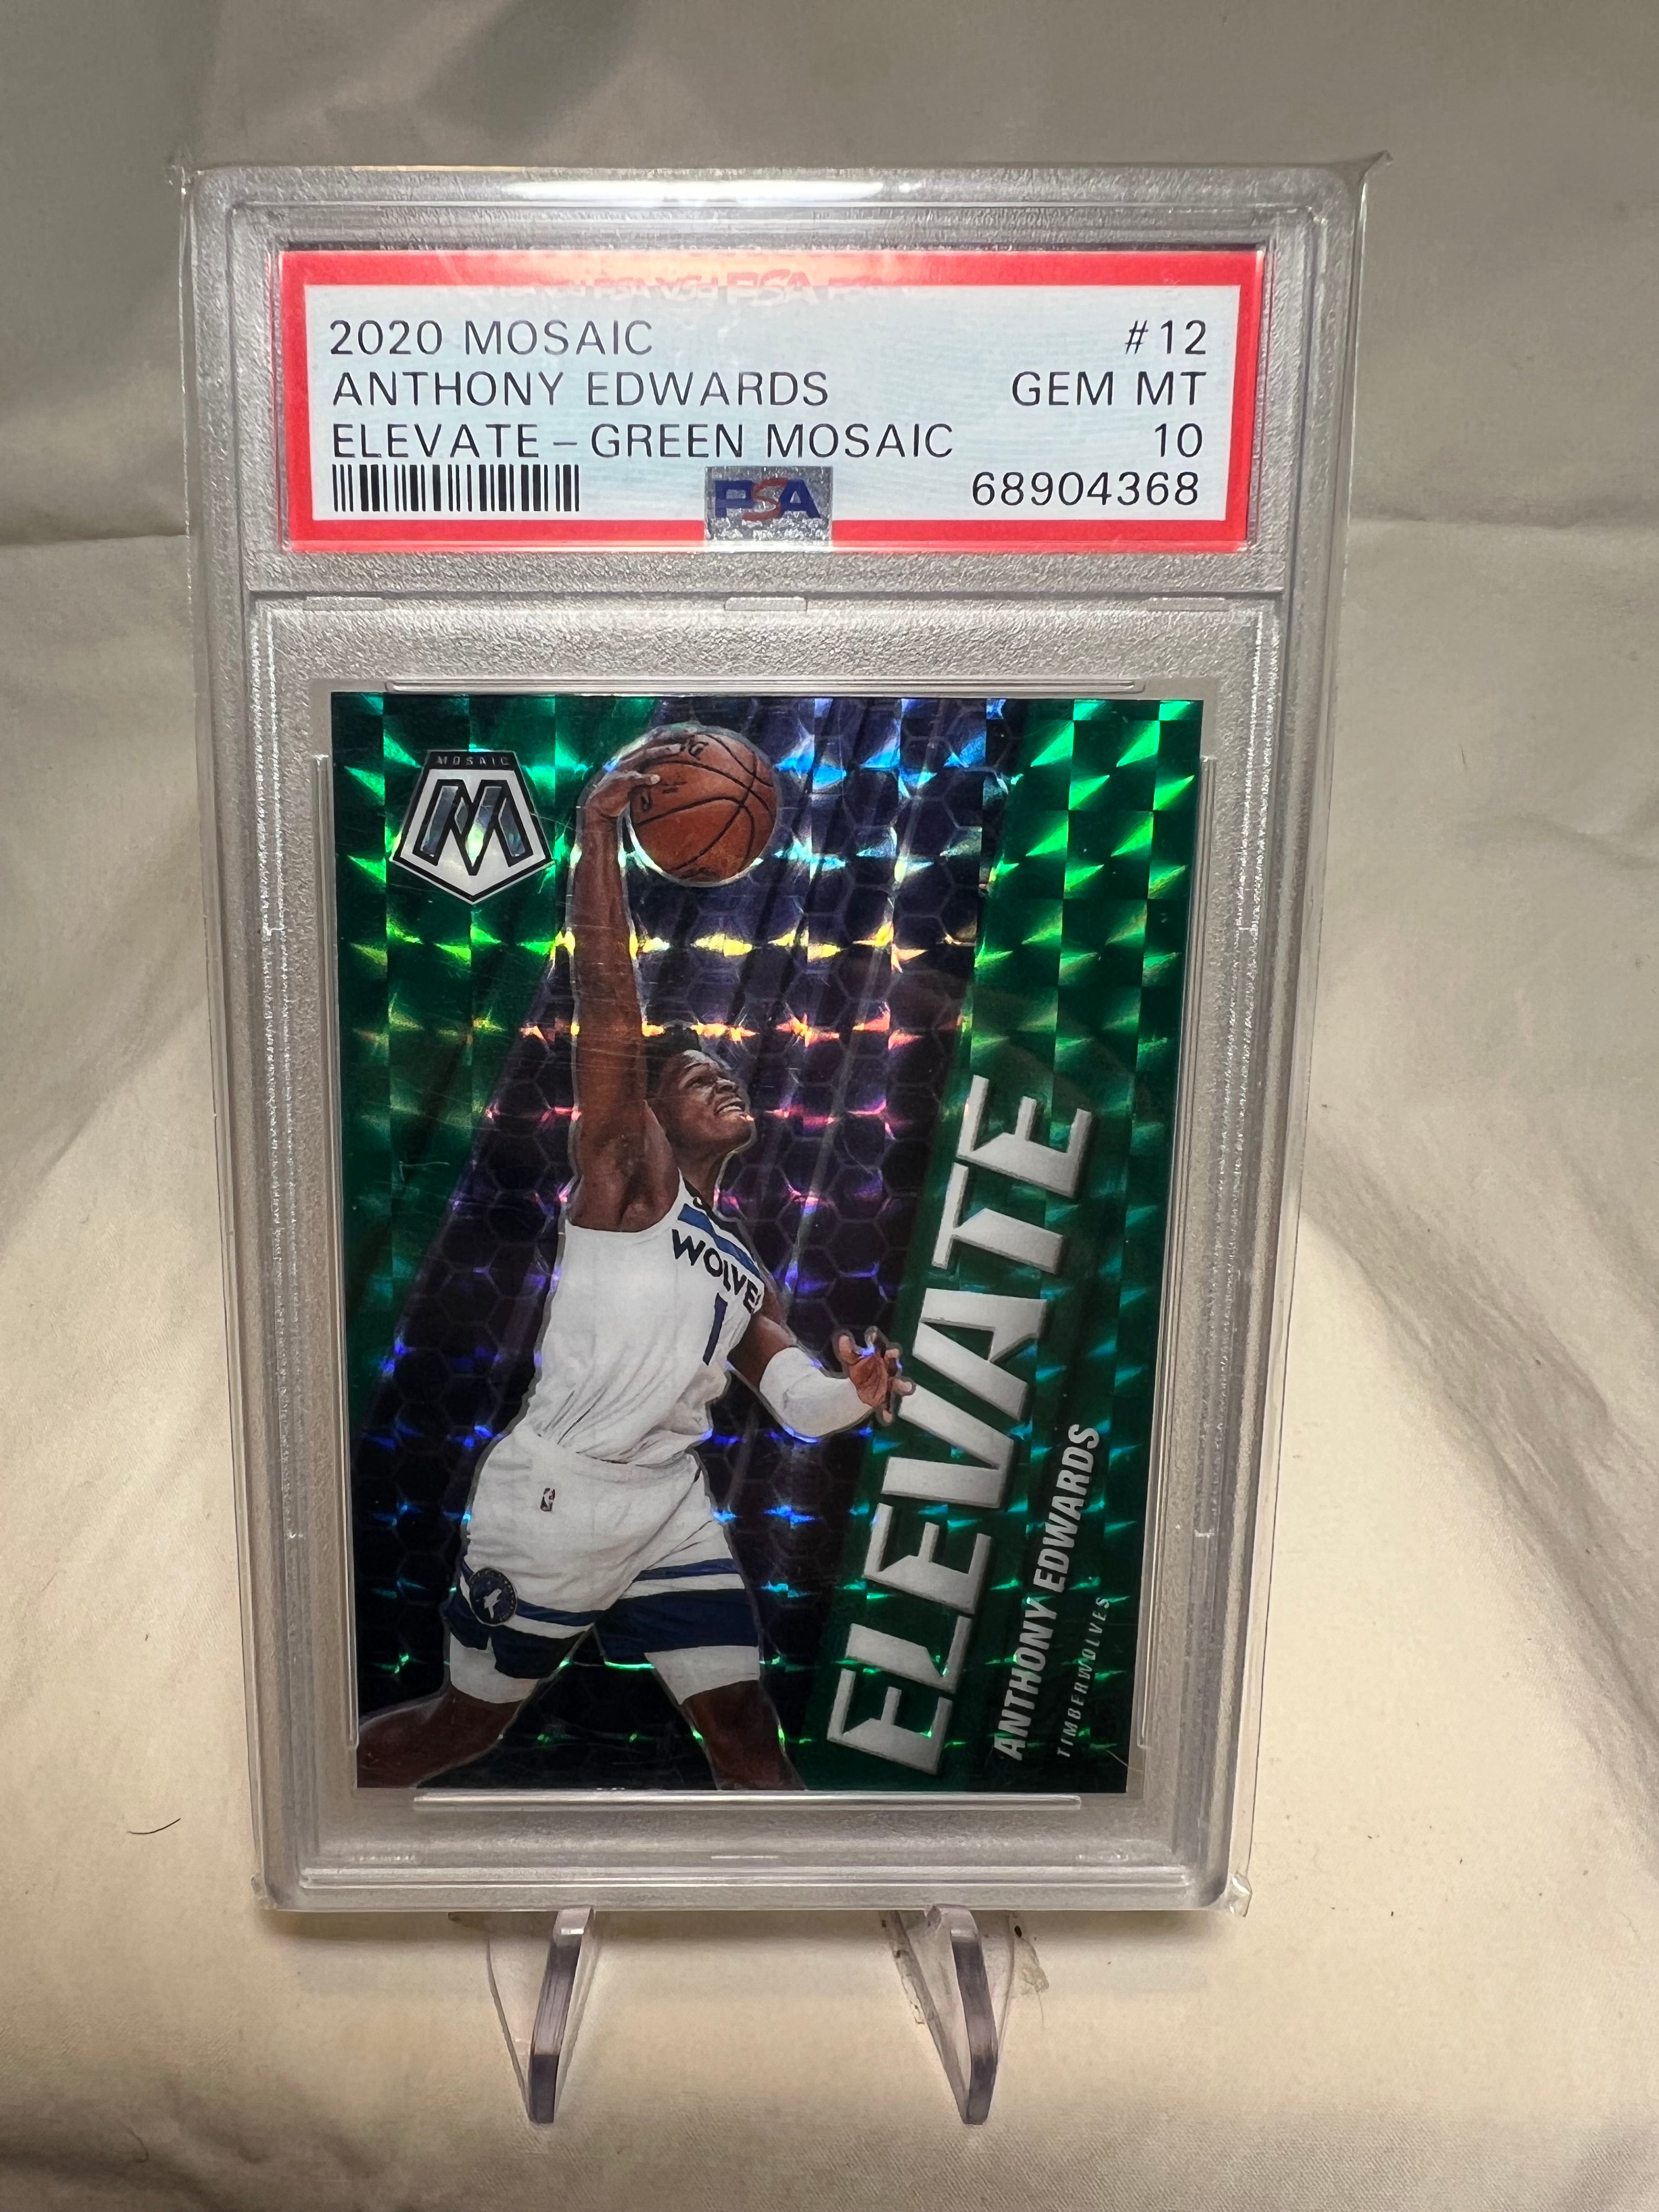 2020 MOSAIC #12
ANTHONY EDWARDS GEM MT
ELEVATE - GREEN MOSAIC 10
PSA 68904368
MOSAIC
M
WOLVES
1
ELEVATE
ANTHONY EDWARDS
TIMBERWOLVES